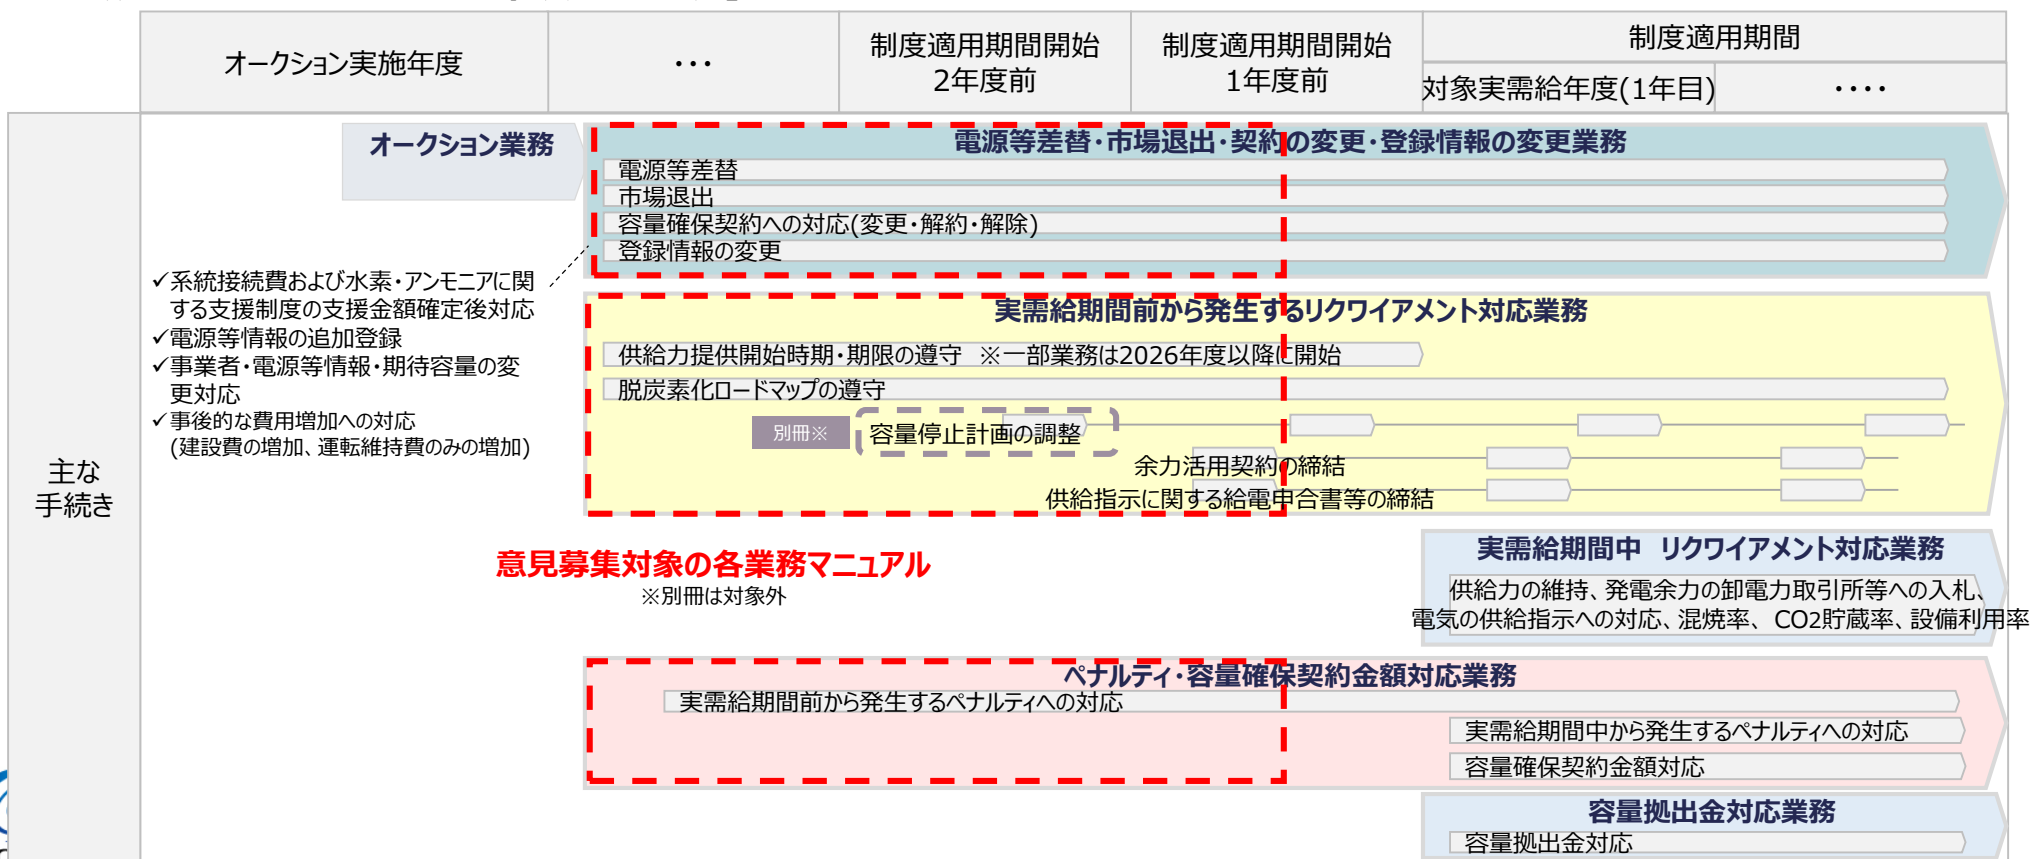 オークション実施年度
・・・
制度適用期間開始
2年度前
制度適用期間開始
1年度前
制度適用期間
対象実需給年度(1年目)
・・・・
主な
手続き
オークション業務
電源等差替・市場退出・契約の変更・登録情報の変更業務
電源等差替
市場退出
容量確保契約への対応(変更・解約・解除)
登録情報の変更
✓系統接続費および水素・アンモニアに関
する支援制度の支援金額確定後対応
✓電源等情報の追加登録
✓事業者・電源等情報・期待容量の変
更対応
✓事後的な費用増加への対応
(建設費の増加、運転維持費のみの増加)
実需給期間前から発生するリクワイアメント対応業務
供給力提供開始時期・期限の遵守 ※一部業務は2026年度以降に開始
脱炭素化ロードマップの遵守
別冊※
容量停止計画の調整
余力活用契約の締結
供給指示に関する給電申合書等の締結
意見募集対象の各業務マニュアル
※別冊は対象外
実需給期間中 リクワイアメント対応業務
供給力の維持、発電余力の卸電力取引所等への入札、
電気の供給指示への対応、混焼率、CO2貯蔵率、設備利用率
ペナルティ・容量確保契約金額対応業務
実需給期間前から発生するペナルティへの対応
実需給期間中から発生するペナルティへの対応
容量確保契約金額対応
容量拠出金対応業務
容量拠出金対応